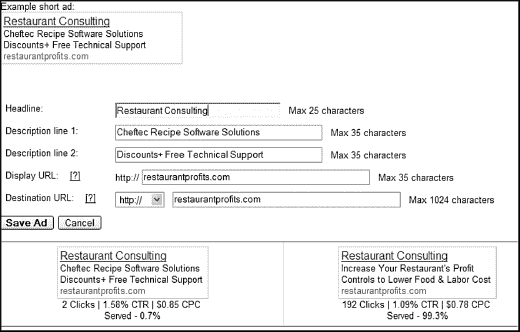 Example short ad:
Restaurant Consulting
Cheftec Recipe Software Solutions
Discounts+ Free Technical Support
restaurantprofits.com
Headline: Restaurant Consulting Max 25 characters
Description line 1: Cheftec Recipe Software Solutions Max 35 characters
Description line 2: Discounts+ Free Technical Support Max 35 characters
Display URL: [?] http:// restaurantprofits.com Max 35 characters
Destination URL: [?] http:// restaurantprofits.com Max 1024 characters
Save Ad Cancel
Restaurant Consulting
Cheftec Recipe Software Solutions
Discounts+ Free Technical Support
restaurantprofits.com
2 Clicks | 1.58% CTR | $0.85 CPC
Served - 0.7%
Restaurant Consulting
Increase Your Restaurant's Profit
Controls to Lower Food & Labor Cost
restaurantprofits.com
192 Clicks | 1.09% CTR | $0.78 CPC
Served - 99.3%